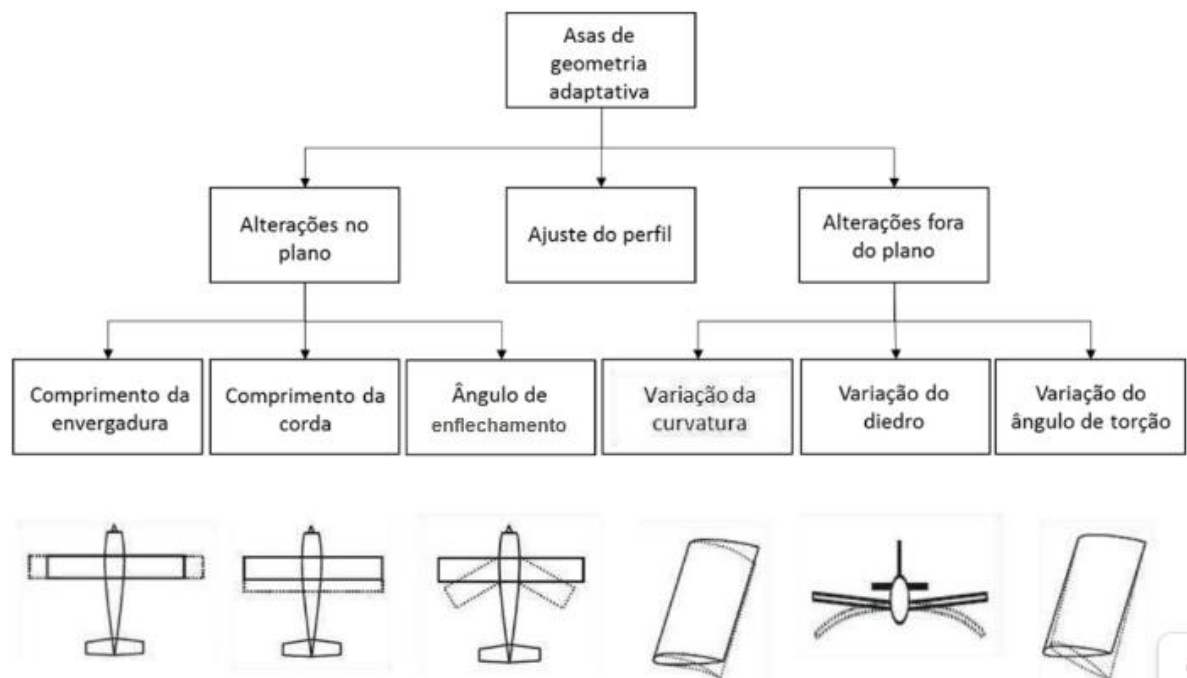 Asas de
geometria
adaptativa
Alterações no
plano
Ajuste do perfil
Alterações fora
do plano
Comprimento da
envergadura
Comprimento da
corda
Ângulo de
enflechamento
Variação da
curvatura
Variação do
diedro
Variação do
ângulo de torção